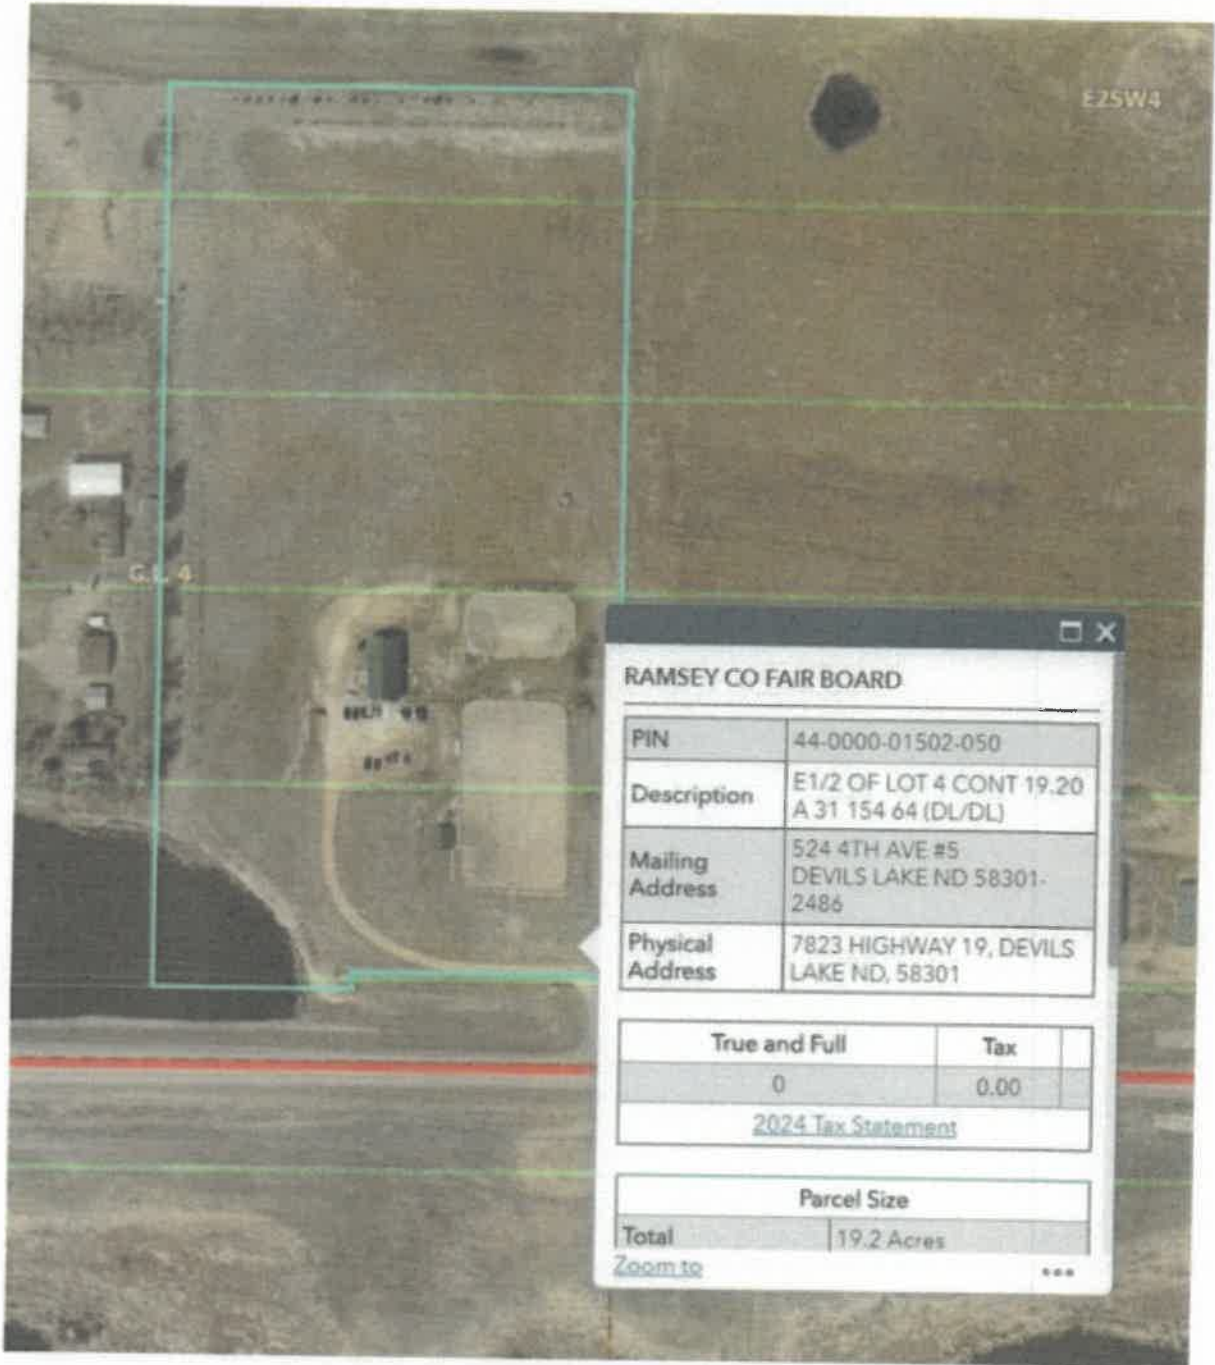 E2SW4
G.L. 4
RAMSEY CO FAIR BOARD
PIN 44-0000-01502-050
Description E1/2 OF LOT 4 CONT 19.20
A 31 154 64 (DL/DL)
Mailing Address 524 4TH AVE #5
DEVILS LAKE ND 58301-
2486
Physical Address 7823 HIGHWAY 19, DEVILS
LAKE ND, 58301
True and Full Tax
0 0.00
2024 Tax Statement
Parcel Size
Total 19.2 Acres
Zoom to